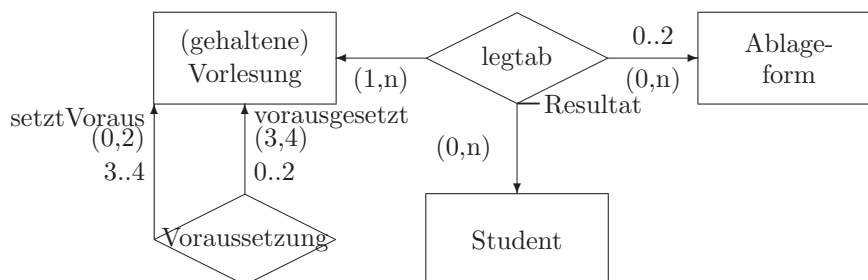 (gehaltene)
Vorlesung
(1,n)
legtab
0..2
(0,n)
Ablage-
form
Resultat
setztVoraus
(0,2)
3..4
vorausgesetzt
(3,4)
0..2
(0,n)
Voraussetzung
Student